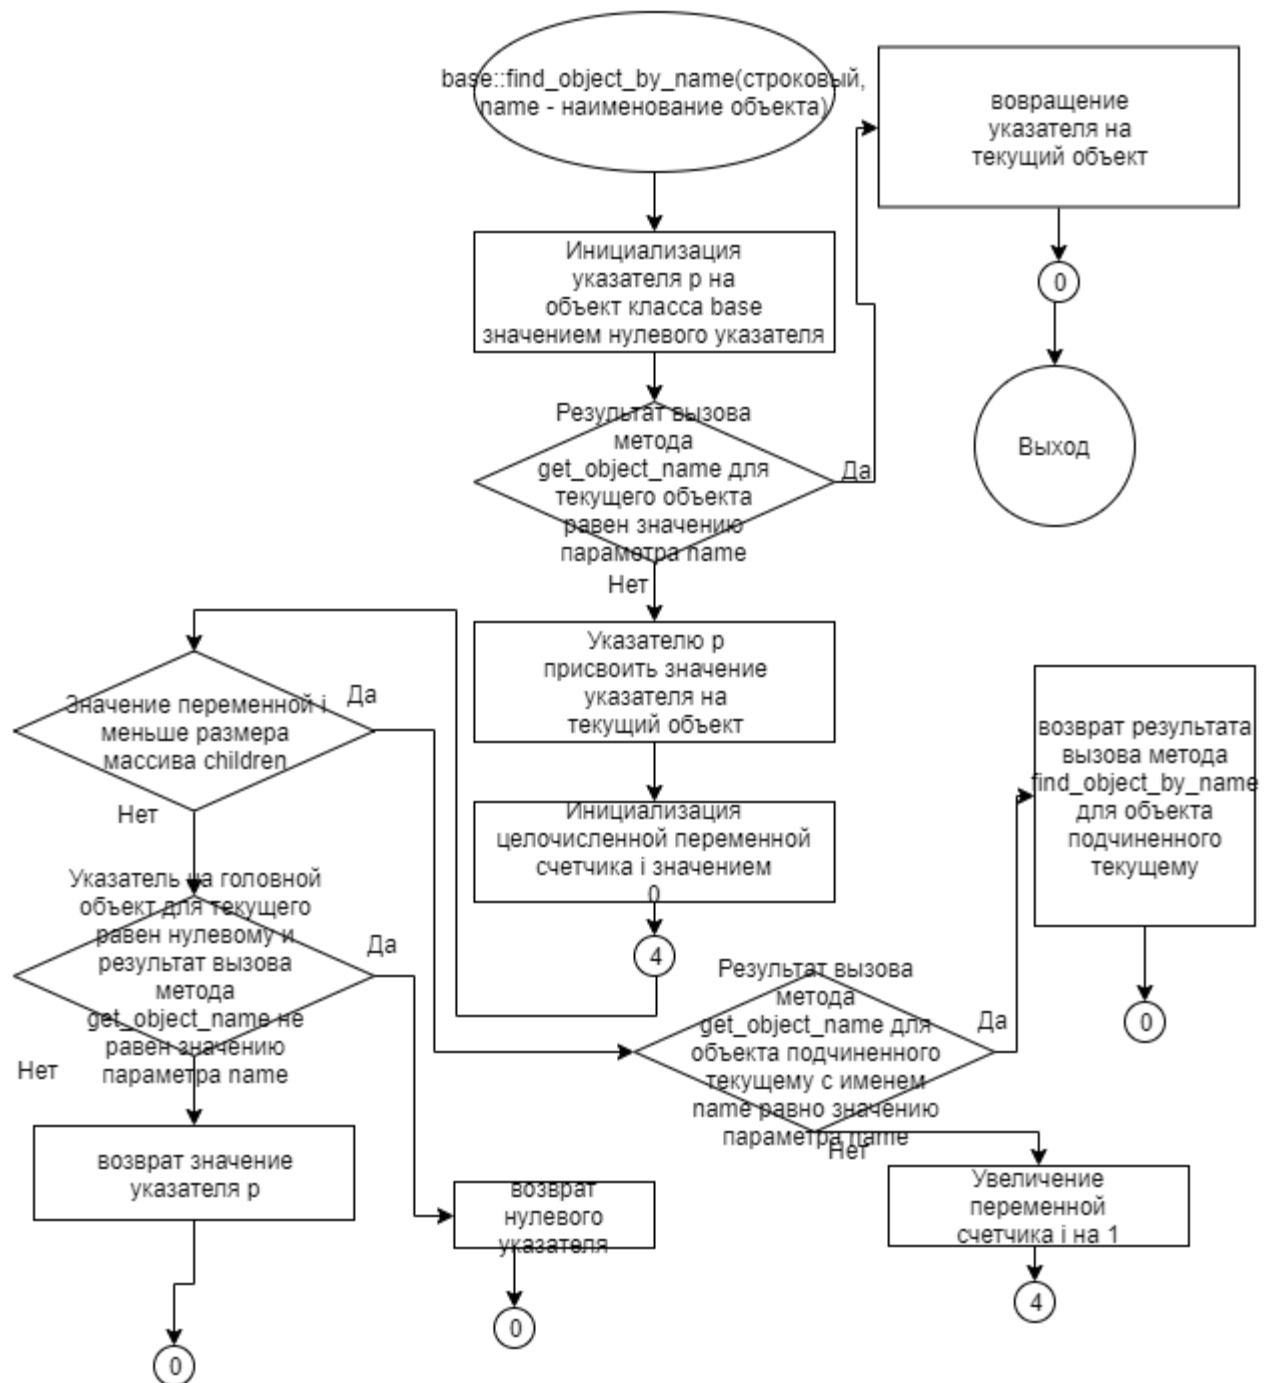 base::find_object_by_name(строковый,
name - наименование объекта)
вовращение
указателя на
текущий объект
0
Выход
Инициализация
указателя p на
объект класса base
значением нулевого указателя
Результат вызова
метода
get_object_name для
текущего объекта
равен значению
параметра name
Да
Нет
Указателю p
присвоить значение
указателя на
текущий объект
Инициализация
целочисленной переменной
счетчика i значением
0
4
Значение переменной i
меньше размера
массива children
Да
Нет
Указатель на головной
объект для текущего
равен нулевому и
результат вызова
метода
get_object_name не
равен значению
параметра name
Да
Нет
возврат значение
указателя p
0
возврат
нулевого
указателя
0
Результат вызова
метода
get_object_name для
объекта подчиненного
текущему с именем
name равно значению
параметра name
Да
Нет
возврат результата
вызова метода
find_object_by_name
для объекта
подчиненного
текущему
0
Увеличение
переменной
счетчика i на 1
4